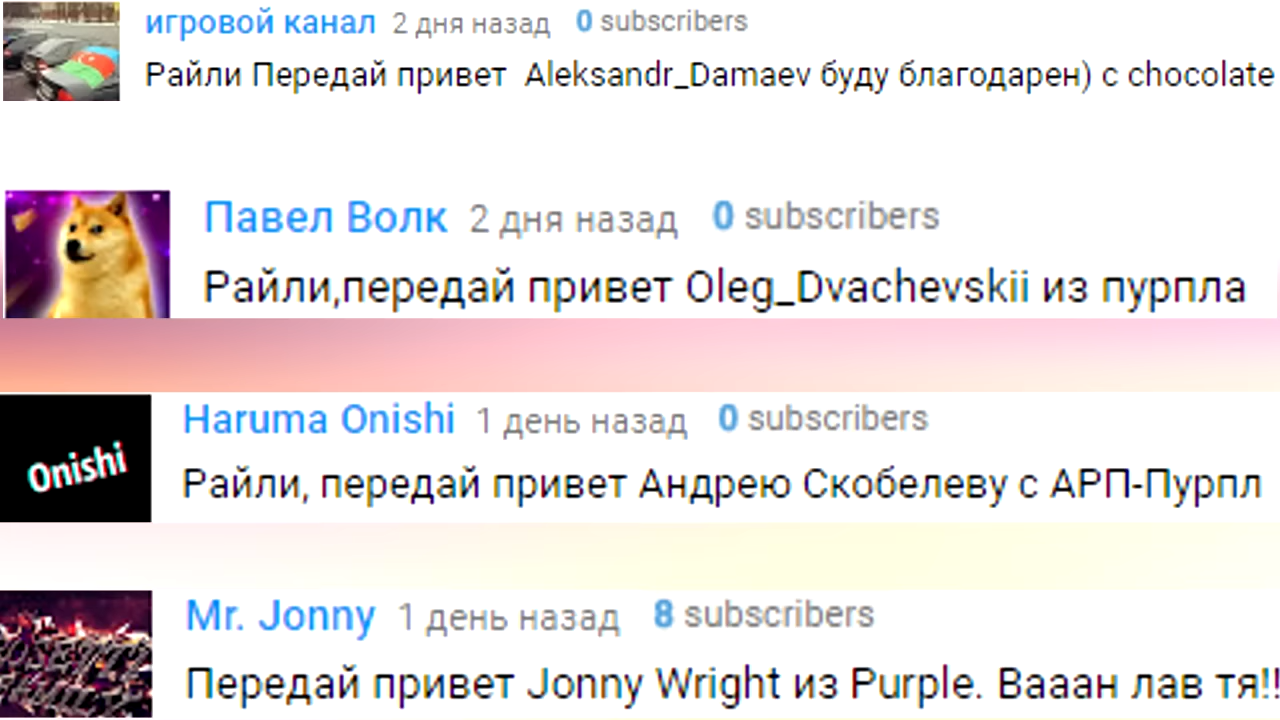 игровой канал 2 дня назад 0 subscribers
Райли Передай привет Aleksandr_Damaev буду благодарен) с chocolate
Павел Волк 2 дня назад 0 subscribers
Райли,передай привет Oleg_Dvachevskii из пурпла
Haruma Onishi 1 день назад 0 subscribers
Onishi
Райли, передай привет Андрею Скобелеву с АРП-Пурпл
Mr. Jonny 1 день назад 8 subscribers
Передай привет Jonny Wright из Purple. Вааан лав тя!!